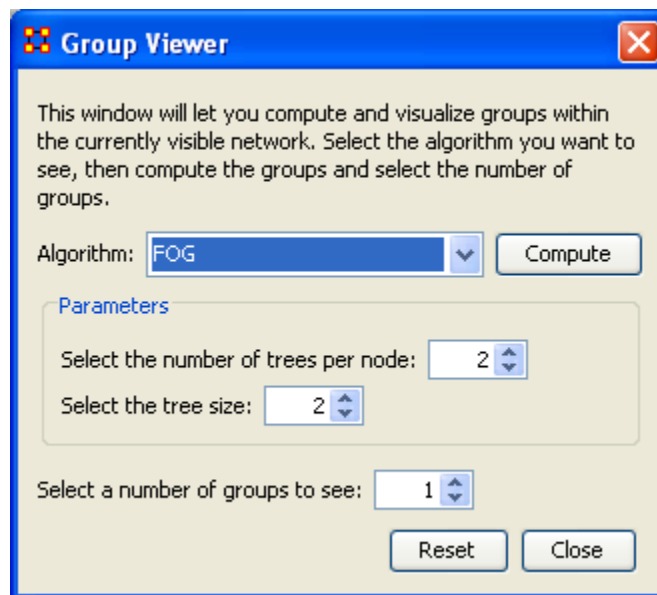 Group Viewer
This window will let you compute and visualize groups within
the currently visible network. Select the algorithm you want to
see, then compute the groups and select the number of
groups.
Algorithm: FOG Compute
Parameters
Select the number of trees per node: 2
Select the tree size: 2
Select a number of groups to see: 1
Reset Close